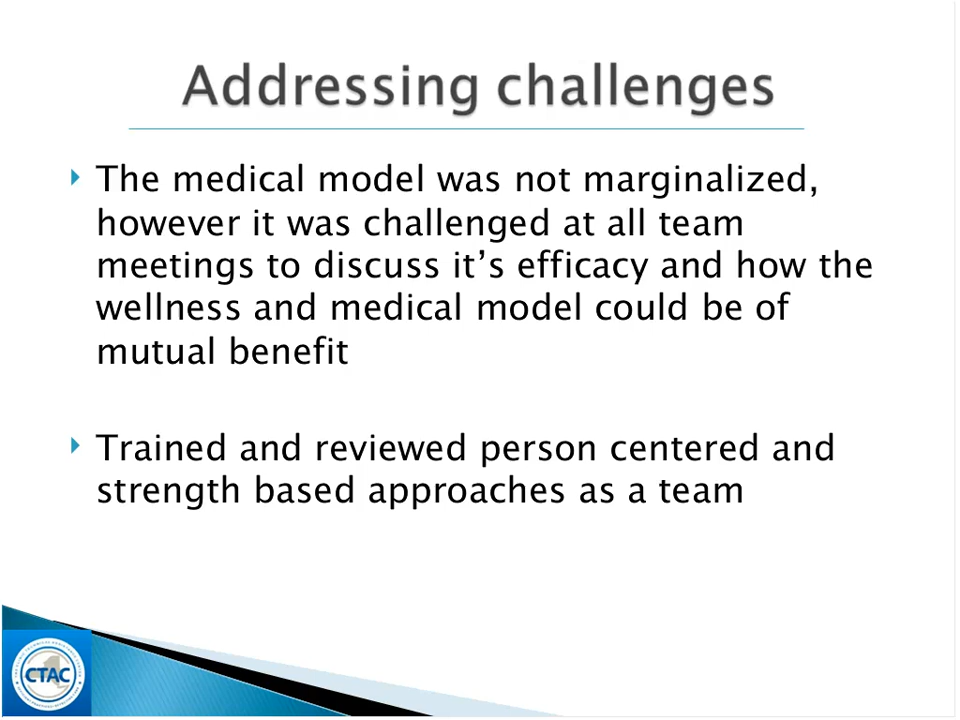 Addressing challenges
The medical model was not marginalized,
however it was challenged at all team
meetings to discuss it’s efficacy and how the
wellness and medical model could be of
mutual benefit
Trained and reviewed person centered and
strength based approaches as a team
CTAC